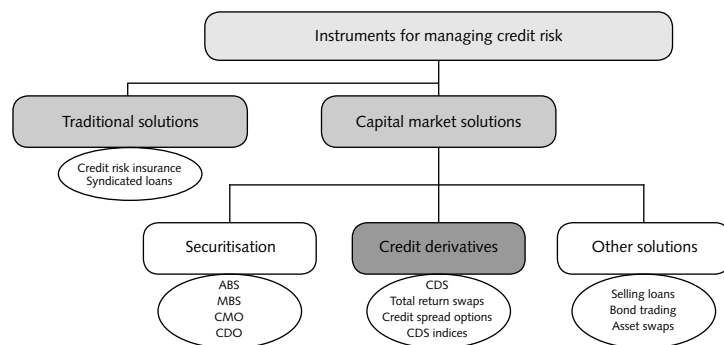 Instruments for managing credit risk
Traditional solutions
Capital market solutions
Credit risk insurance
Syndicated loans
Securitisation
Credit derivatives
Other solutions
ABS
MBS
CMO
CDO
CDS
Total return swaps
Credit spread options
CDS indices
Selling loans
Bond trading
Asset swaps